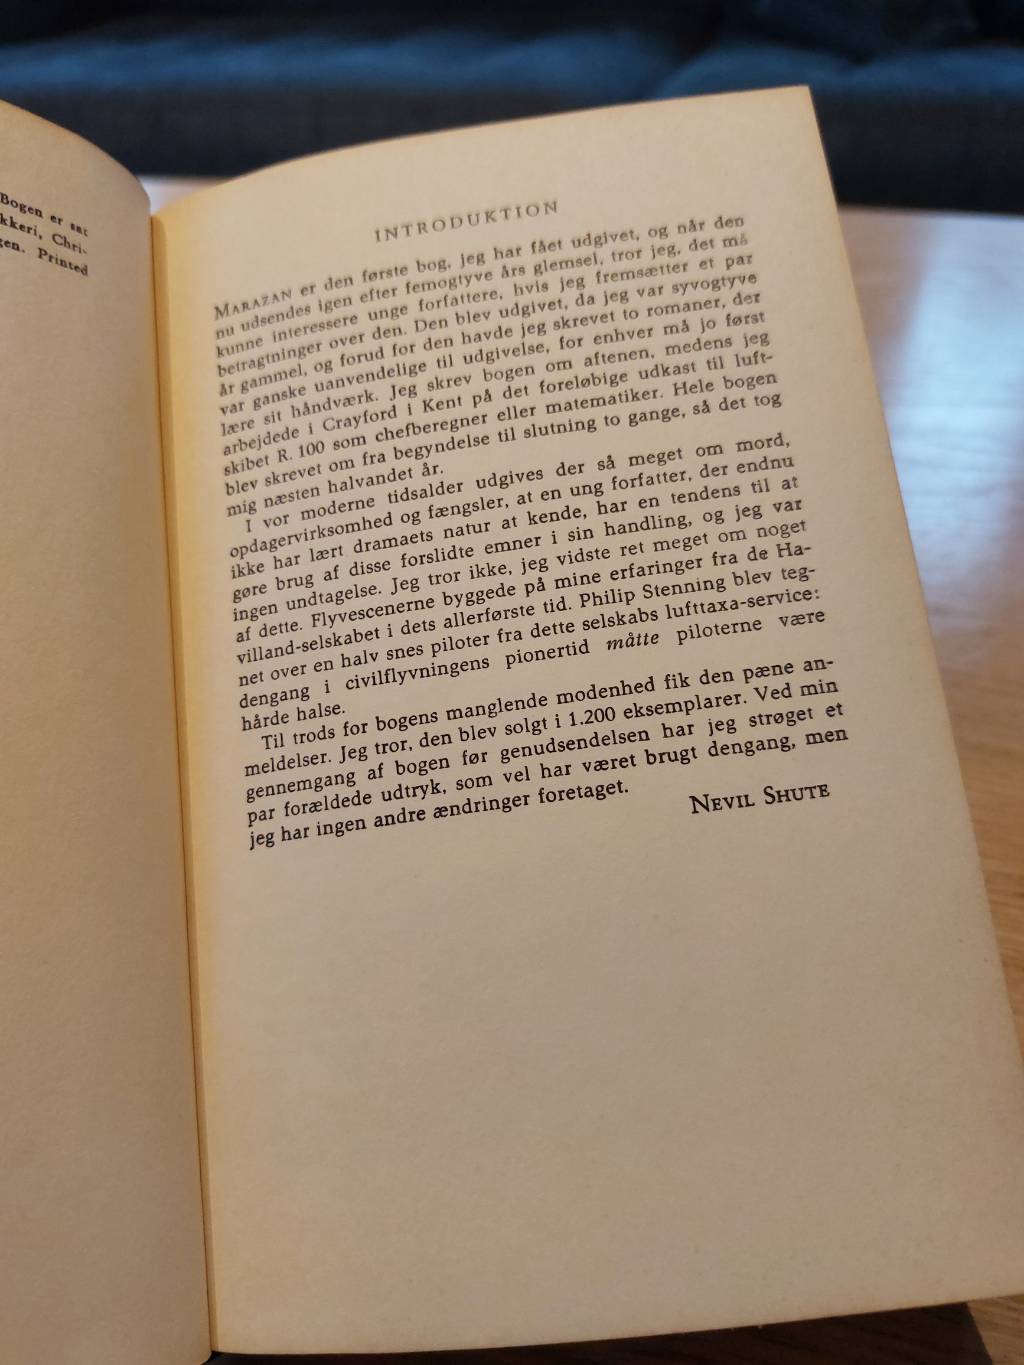 Bogen er sat
kkeri, Chri-
en. Printed
INTRODUKTION
MARAZAN er den første bog, jeg har fået udgivet, og når den
nu udsendes igen efter femogtyve års glemsel, tror jeg, det må
kunne interessere unge forfattere, hvis jeg fremsætter et par
betragtninger over den. Den blev udgivet, da jeg var syvogtyve
år gammel, og forud for den havde jeg skrevet to romaner, der
var ganske uanvendelige til udgivelse, for enhver må jo først
lære sit håndværk. Jeg skrev bogen om aftenen, medens jeg
arbejdede i Crayford i Kent på det foreløbige udkast til luft-
skibet R. 100 som chefberegner eller matematiker. Hele bogen
blev skrevet om fra begyndelse til slutning to gange, så det tog
mig næsten halvandet år.
I vor moderne tidsalder udgives der så meget om mord,
opdagervirksomhed og fængsler, at en ung forfatter, der endnu
ikke har lært dramaets natur at kende, har en tendens til at
gøre brug af disse forslidte emner i sin handling, og jeg var
ingen undtagelse. Jeg tror ikke, jeg vidste ret meget om noget
af dette. Flyvescenerne byggede på mine erfaringer fra de Ha-
villand-selskabet i dets allerførste tid. Philip Stenning blev teg-
net over en halv snes piloter fra dette selskabs lufttaxa-service:
dengang i civilflyvningens pionertid måtte piloterne være
hårde halse.
Til trods for bogens manglende modenhed fik den pæne an-
meldelser. Jeg tror, den blev solgt i 1.200 eksemplarer. Ved min
gennemgang af bogen før genudsendelsen har jeg strøget et
par forældede udtryk, som vel har været brugt dengang, men
jeg har ingen andre ændringer foretaget.
NEVIL SHUTE